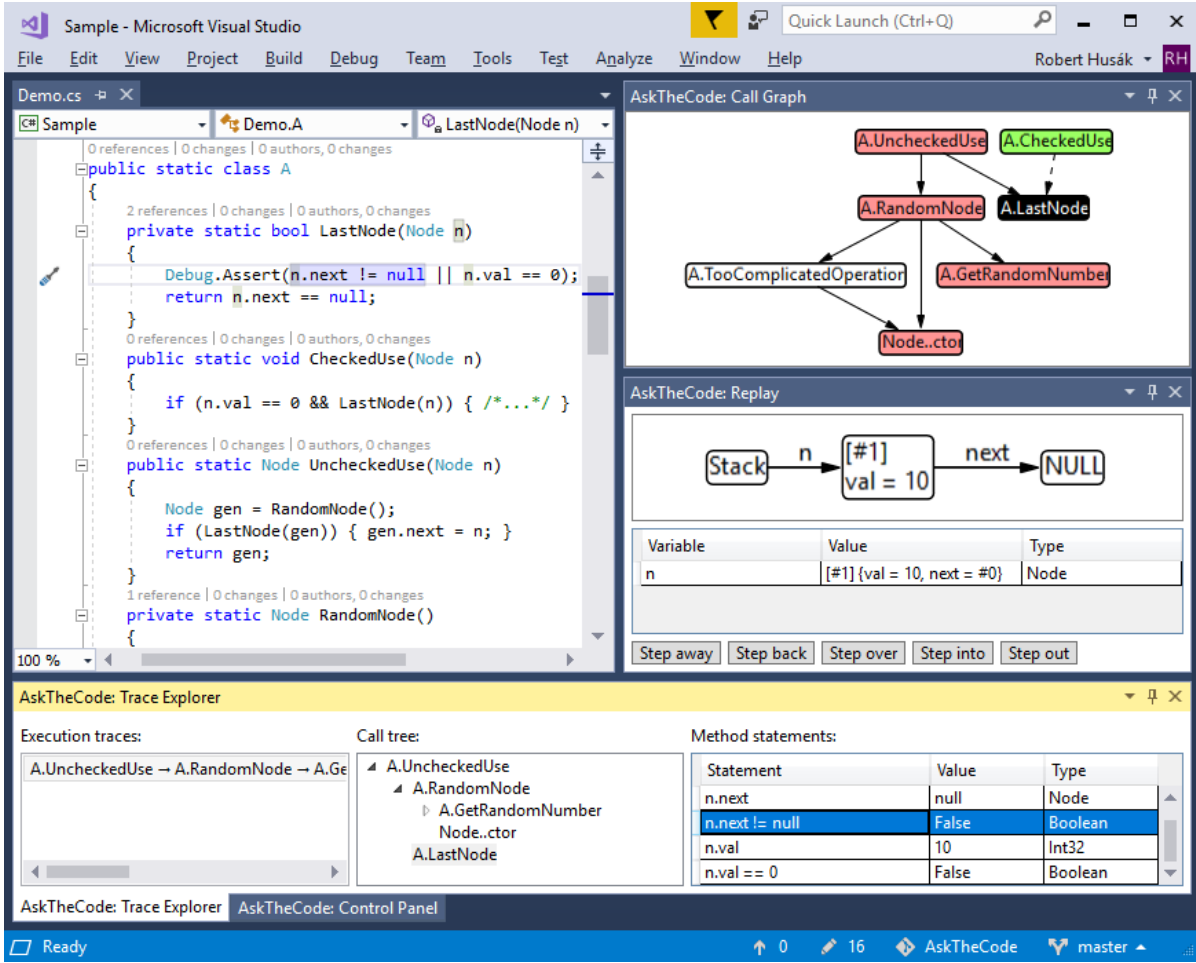 Sample - Microsoft Visual Studio
Quick Launch (Ctrl+Q)
File Edit View Project Build Debug Team Tools Test Analyze Window Help
Robert Husák RH
Demo.cs
C# Sample Demo.A LastNode(Node n)
0 references | 0 changes | 0 authors, 0 changes
public static class A
{
2 references | 0 changes | 0 authors, 0 changes
private static bool LastNode(Node n)
{
Debug.Assert(n.next != null || n.val == 0);
return n.next == null;
}
0 references | 0 changes | 0 authors, 0 changes
public static void CheckedUse(Node n)
{
if (n.val == 0 && LastNode(n)) { /*...*/ }
}
0 references | 0 changes | 0 authors, 0 changes
public static Node UncheckedUse(Node n)
{
Node gen = RandomNode();
if (LastNode(gen)) { gen.next = n; }
return gen;
}
1 reference | 0 changes | 0 authors, 0 changes
private static Node RandomNode()
{
100 %
AskTheCode: Call Graph
A.UncheckedUse A.CheckedUse
A.RandomNode A.LastNode
A.TooComplicatedOperation A.GetRandomNumber
Node..ctor
AskTheCode: Replay
Stack n [#1] next NULL
val = 10
Variable Value Type
n [#1] {val = 10, next = #0} Node
Step away Step back Step over Step into Step out
AskTheCode: Trace Explorer
Execution traces:
A.UncheckedUse → A.RandomNode → A.Ge
Call tree:
A.UncheckedUse
A.RandomNode
A.GetRandomNumber
Node..ctor
A.LastNode
Method statements:
Statement Value Type
n.next null Node
n.next != null False Boolean
n.val 10 Int32
n.val == 0 False Boolean
AskTheCode: Trace Explorer AskTheCode: Control Panel
Ready 0 16 AskTheCode master